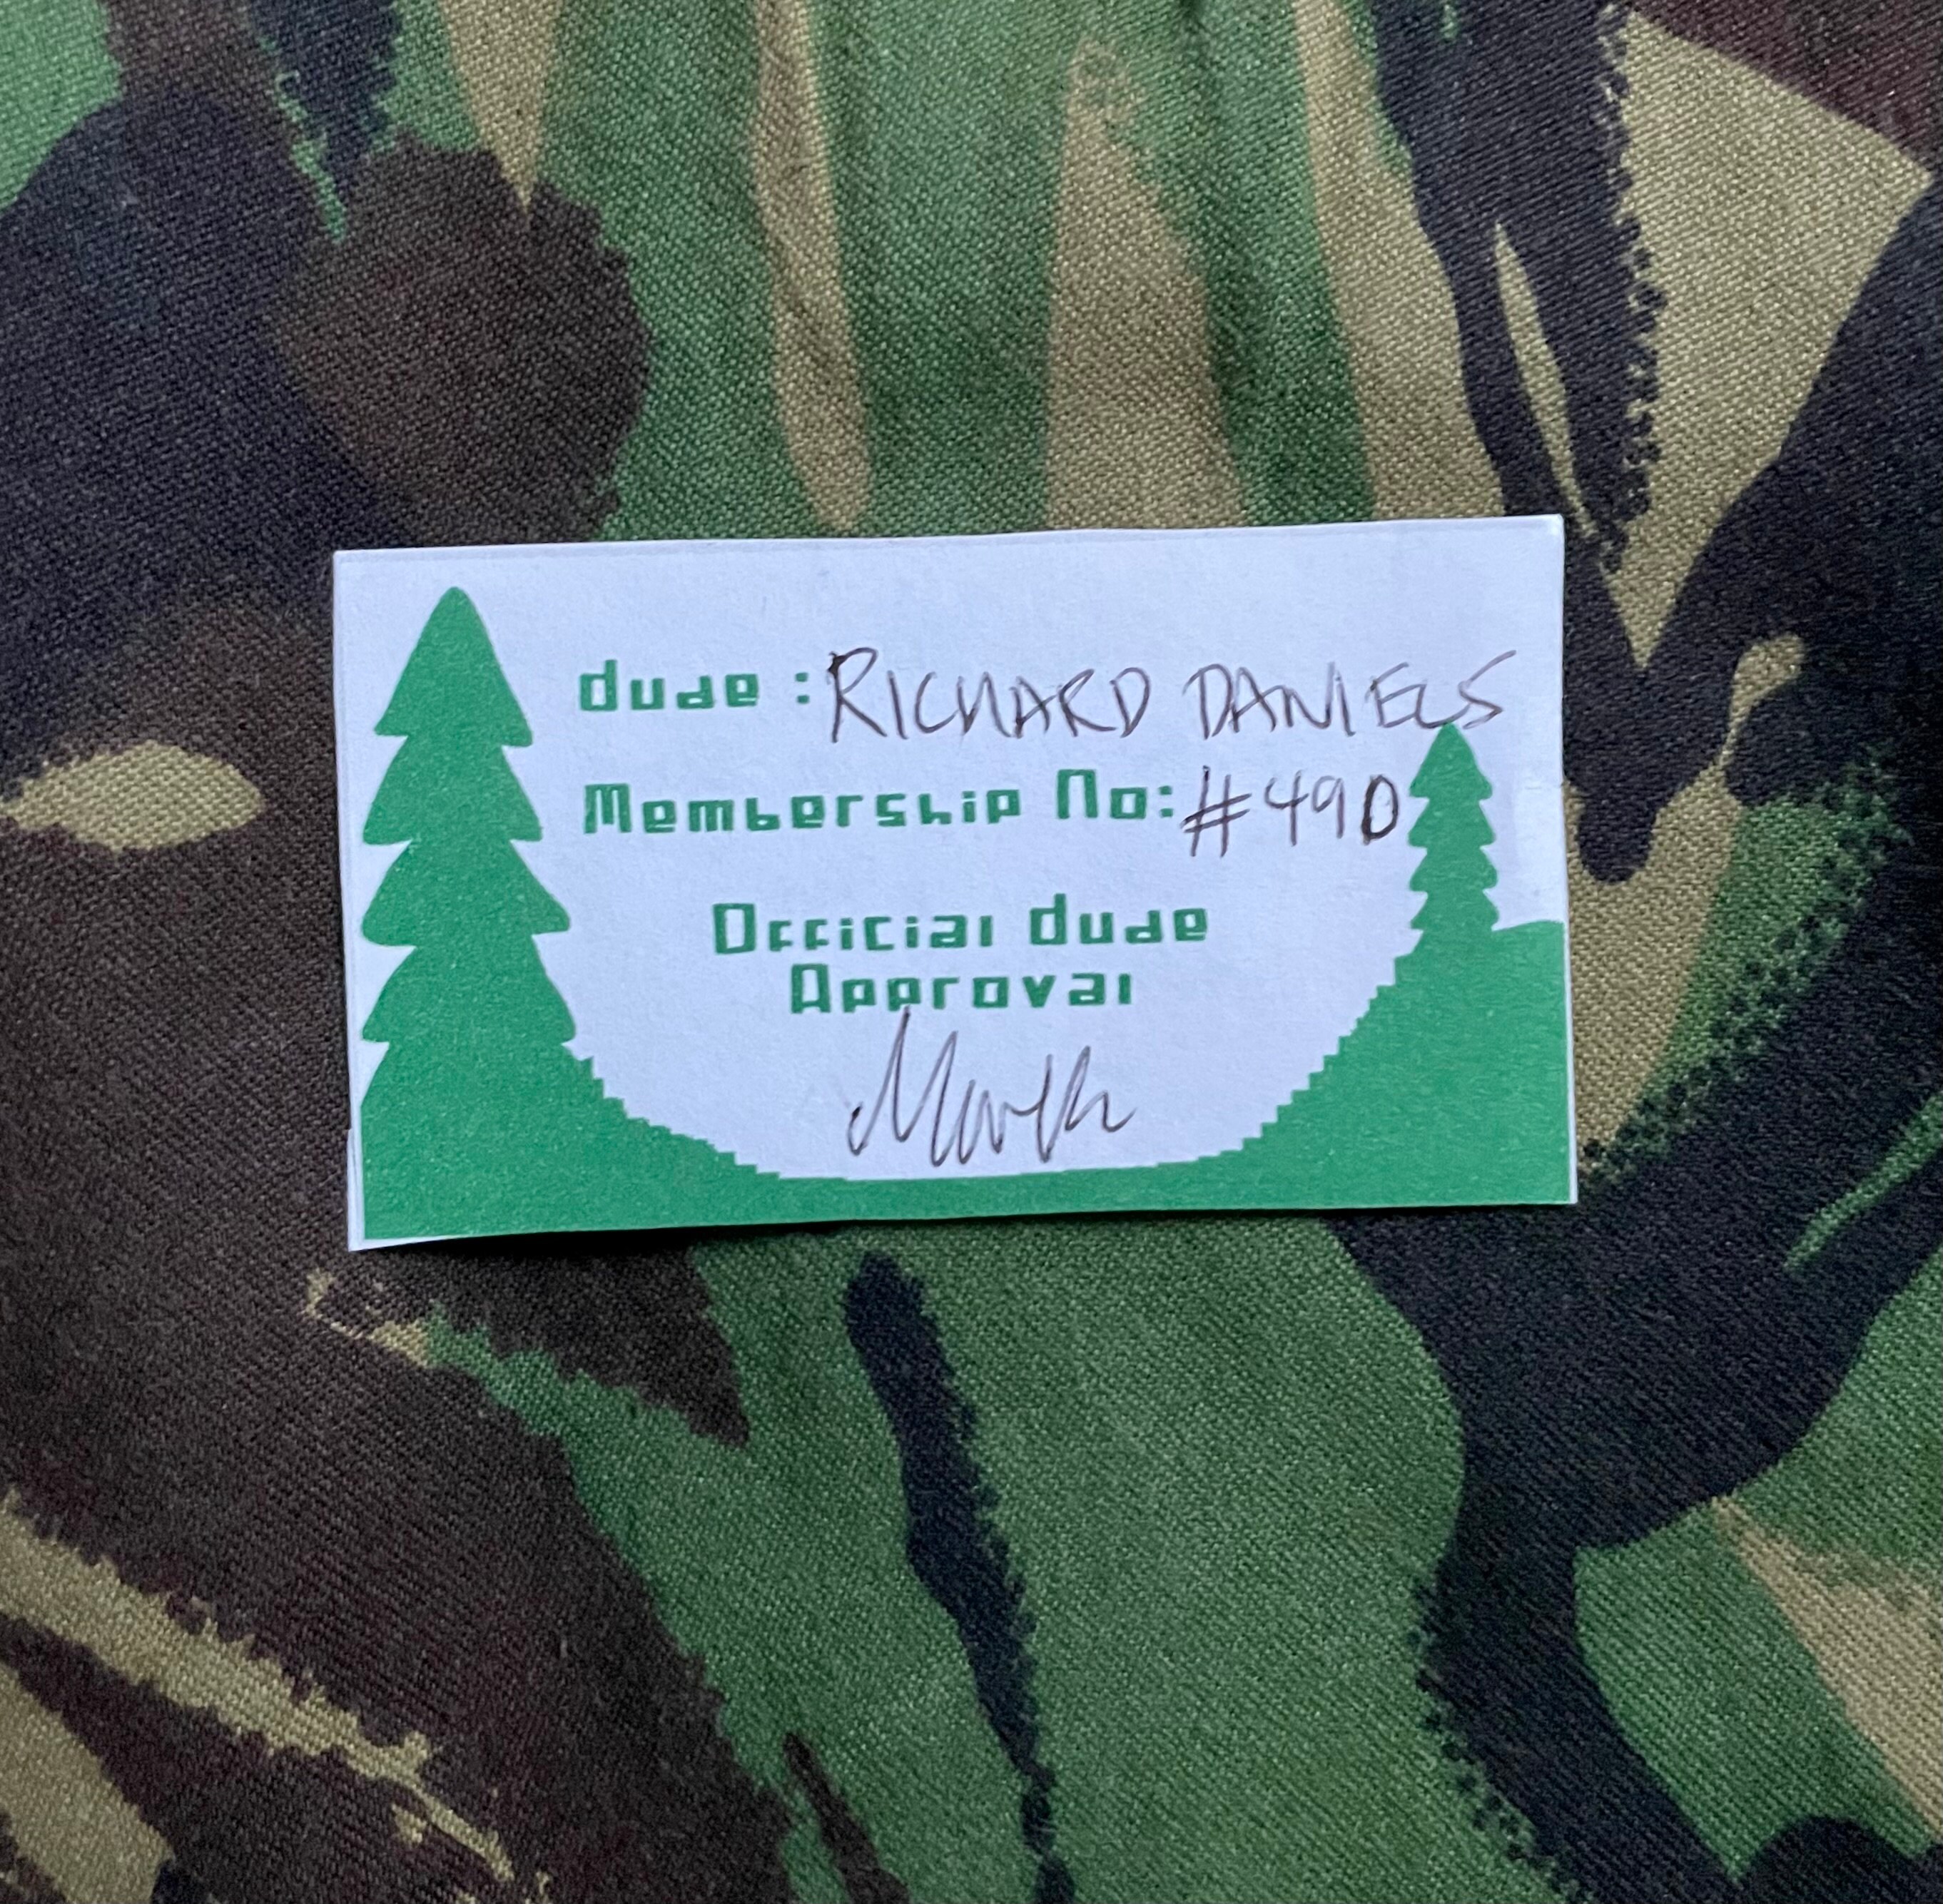 dude : RICHARD DANIELS
Membership No: #490
Official dude
Approval